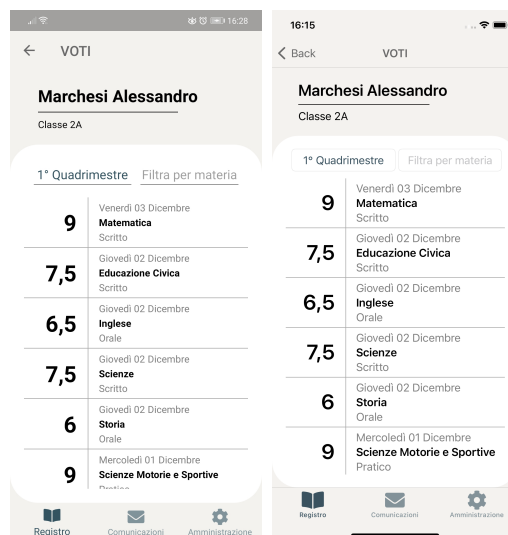 16:28
VOTI
Marchesi Alessandro
Classe 2A
1° Quadrimestre Filtra per materia
Venerdì 03 Dicembre
9 Matematica
Scritto
Giovedì 02 Dicembre
7,5 Educazione Civica
Scritto
Giovedì 02 Dicembre
6,5 Inglese
Orale
Giovedì 02 Dicembre
7,5 Scienze
Scritto
Giovedì 02 Dicembre
6 Storia
Orale
Mercoledì 01 Dicembre
9 Scienze Motorie e Sportive
Pratico
Registro Comunicazioni Amministrazione
16:15
Back VOTI
Marchesi Alessandro
Classe 2A
1° Quadrimestre Filtra per materia
Venerdì 03 Dicembre
9 Matematica
Scritto
Giovedì 02 Dicembre
7,5 Educazione Civica
Scritto
Giovedì 02 Dicembre
6,5 Inglese
Orale
Giovedì 02 Dicembre
7,5 Scienze
Scritto
Giovedì 02 Dicembre
6 Storia
Orale
Mercoledì 01 Dicembre
9 Scienze Motorie e Sportive
Pratico
Registro Comunicazioni Amministrazione